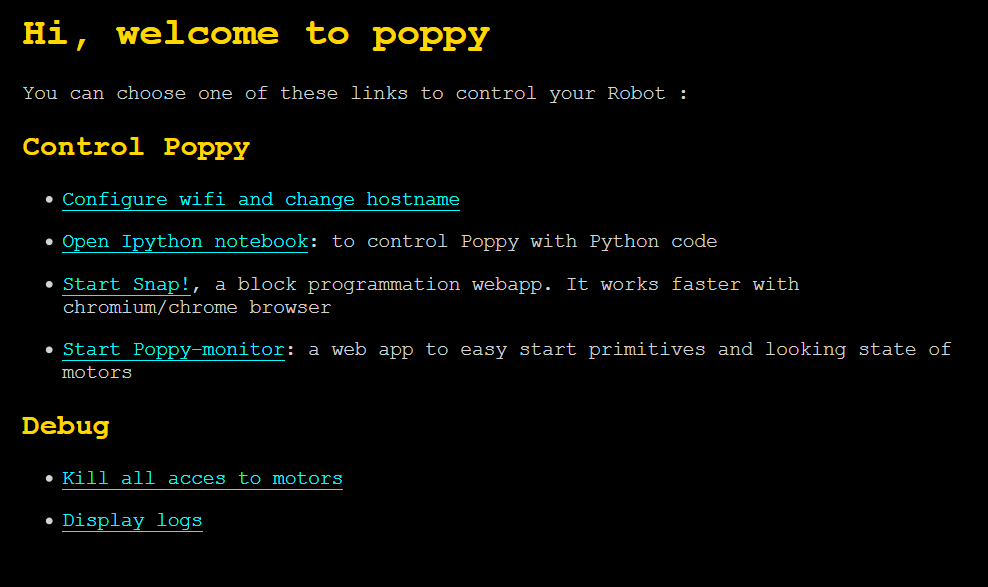 Hi, welcome to poppy
You can choose one of these links to control your Robot :
Control Poppy
Configure wifi and change hostname
Open Ipython notebook: to control Poppy with Python code
Start Snap!, a block programmation webapp. It works faster with
chromium/chrome browser
Start Poppy-monitor: a web app to easy start primitives and looking state of
motors
Debug
Kill all acces to motors
Display logs